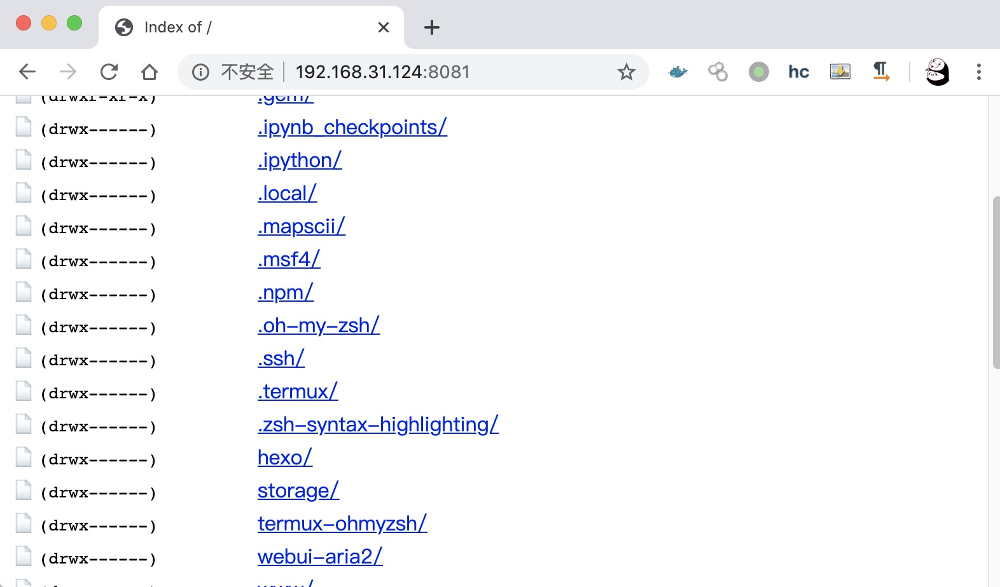 Index of /
不安全 192.168.31.124:8081
hc
(drwxr-xr-x) .gem/
(drwx------) .ipynb_checkpoints/
(drwx------) .ipython/
(drwx------) .local/
(drwx------) .mapscii/
(drwx------) .msf4/
(drwx------) .npm/
(drwx------) .oh-my-zsh/
(drwx------) .ssh/
(drwx------) .termux/
(drwx------) .zsh-syntax-highlighting/
(drwx------) hexo/
(drwx------) storage/
(drwx------) termux-ohmyzsh/
(drwx------) webui-aria2/